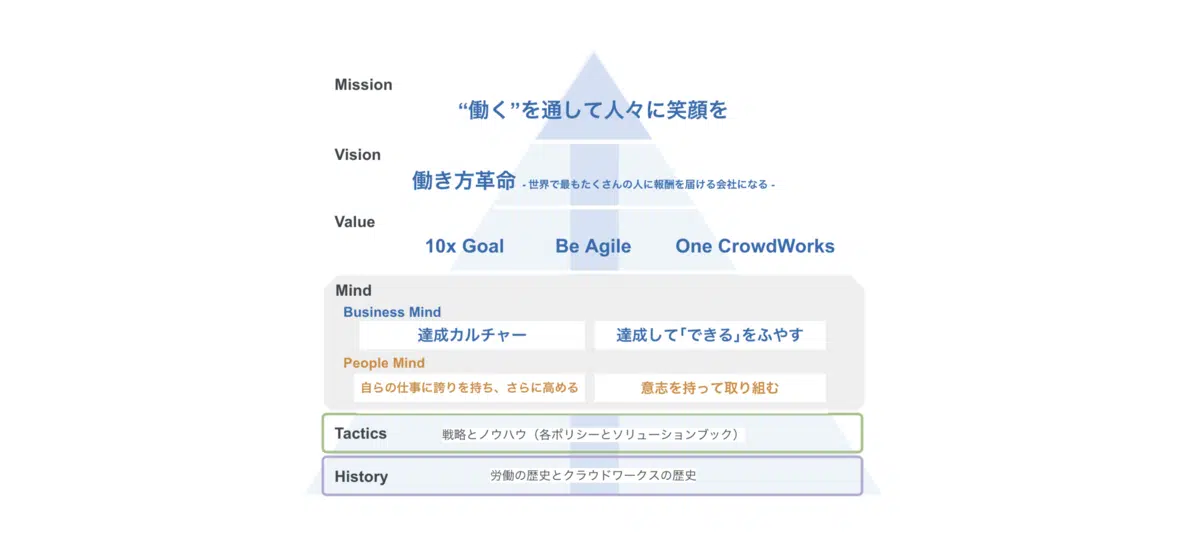 Mission
“働く”を通して人々に笑顔を
Vision
働き方革命 - 世界で最もたくさんの人に報酬を届ける会社になる -
Value
10x Goal Be Agile One CrowdWorks
Mind
Business Mind
達成カルチャー 達成して｢できる｣をふやす
People Mind
自らの仕事に誇りを持ち、さらに高める 意志を持って取り組む
Tactics 戦略とノウハウ（各ポリシーとソリューションブック）
History 労働の歴史とクラウドワークスの歴史